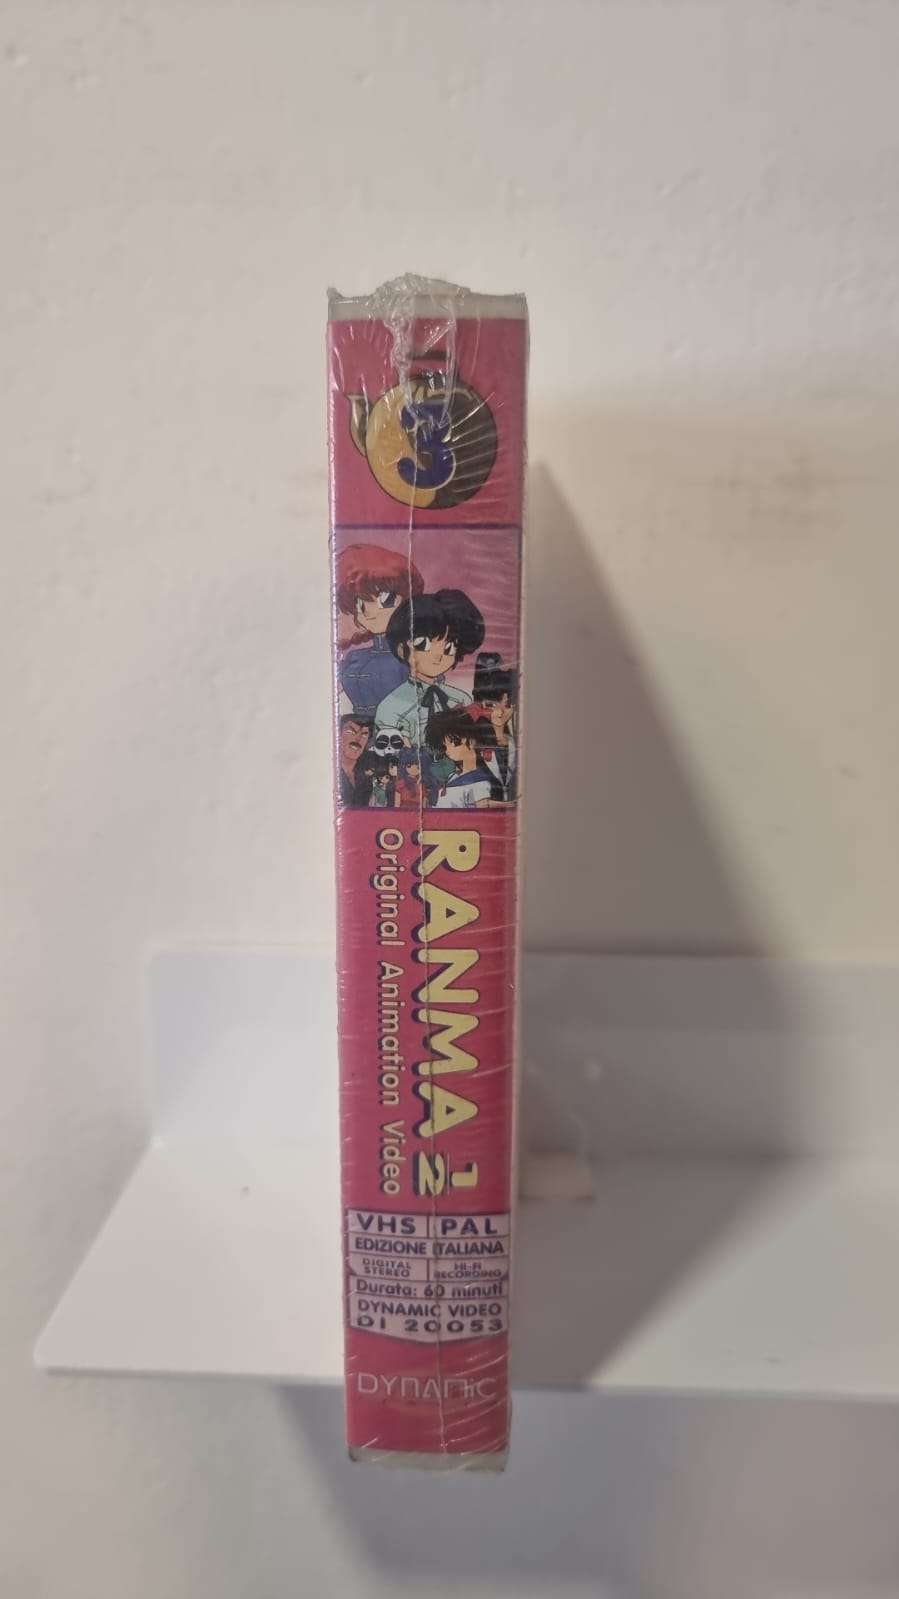 3
RANMA ½
Original Animation Video
VHS PAL
EDIZIONE ITALIANA
DIGITAL STEREO HI-FI RECORDING
Durata: 60 minuti
DYNAMIC VIDEO
DI 20053
DYNAMIC